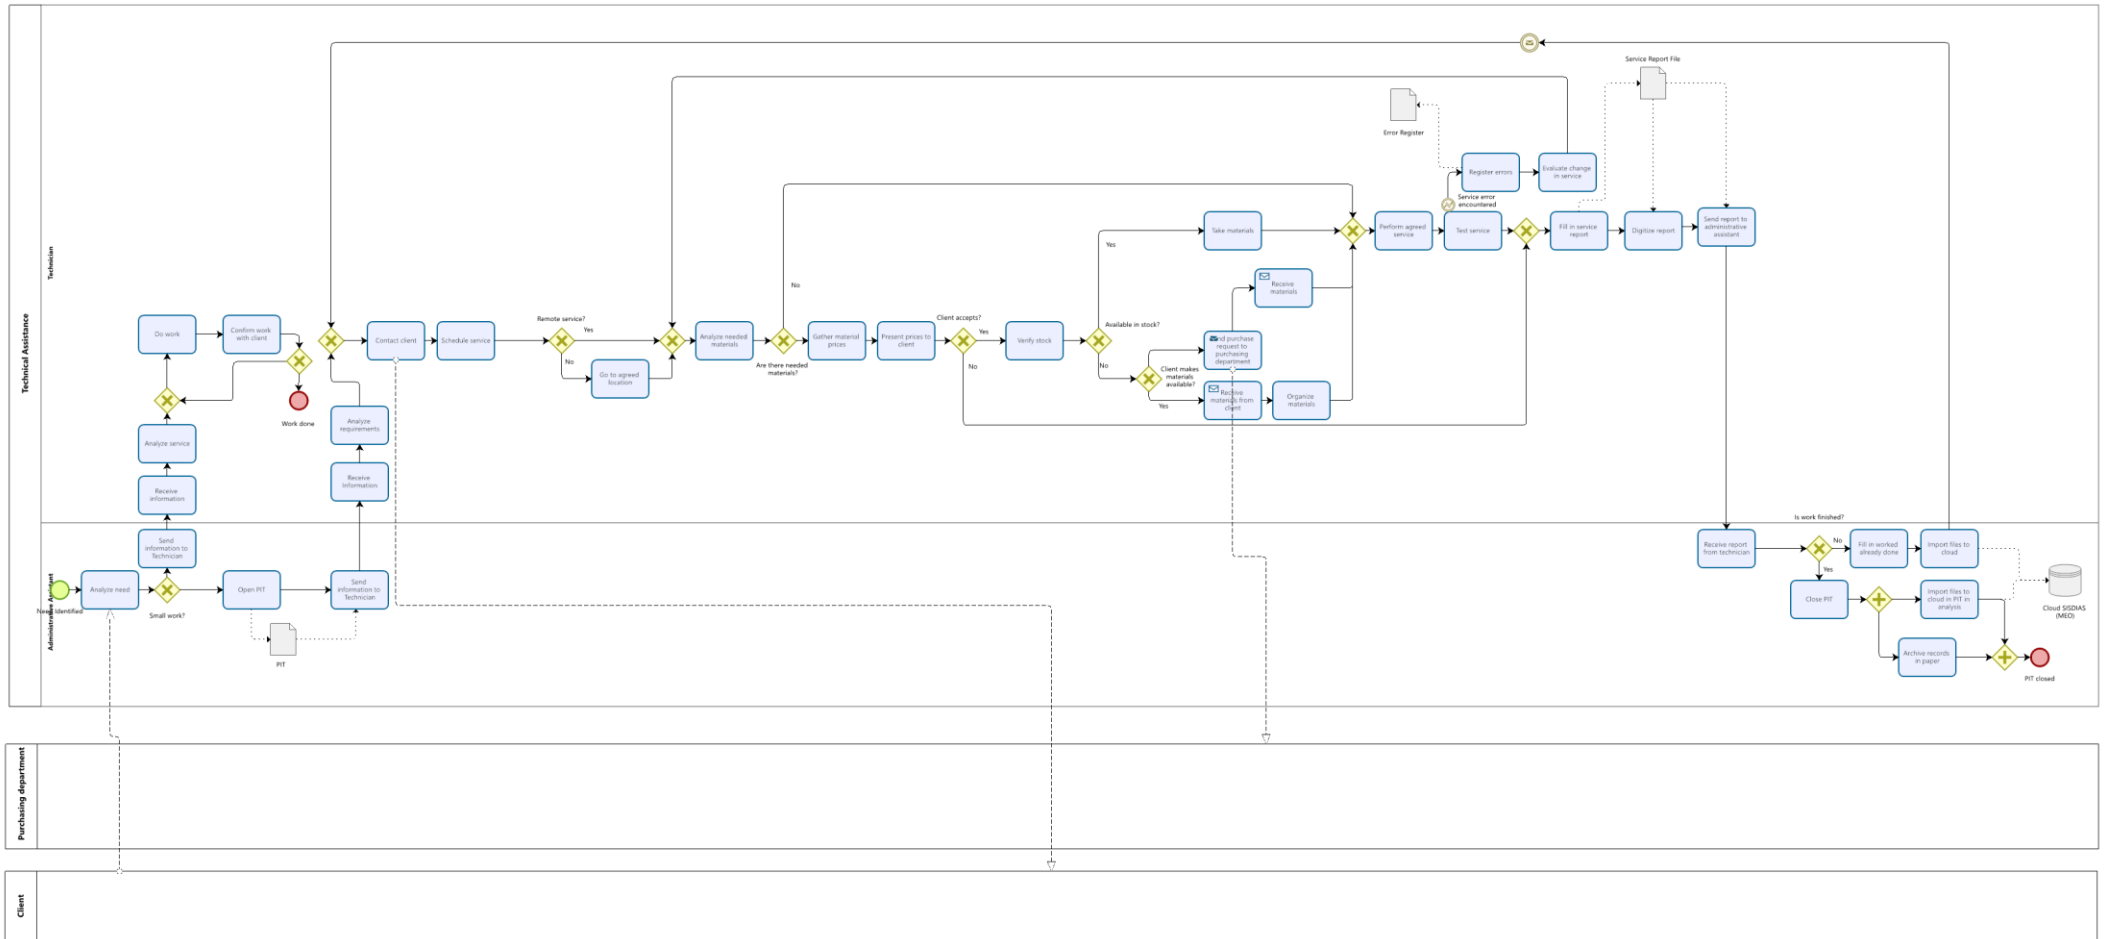 Technical Assistance
Technician
Administrative Assistant
Service Report File
Error Register
Register errors
Evaluate change
in service
Service error
encountered
Take materials
Perform agreed
service
Test service
Fill in service
report
Digitize report
Send report to
administrative
assistant
Yes
No
Receive
materials
Do work
Confirm work
with client
Work done
Contact client
Schedule service
Remote service?
Yes
No
Go to agreed
location
Analyze needed
materials
Are there needed
materials?
Gather material
prices
Present prices to
client
Client accepts?
Yes
No
Verify stock
Available in stock?
No
Client makes
materials
available?
Yes
nd purchase
request to
purchasing
department
Receive
materials from
client
Organize
materials
Analyze service
Receive
information
Analyze
requirements
Receive
Information
Send
information to
Technician
Need Identified
Analyze need
Small work?
Open PIT
Send
information to
Technician
PIT
Receive report
from technician
Is work finished?
No
Yes
Fill in worked
already done
Import files to
cloud
Close PIT
Import files to
cloud in PIT in
analysis
Archive records
in paper
PIT closed
Cloud SISDIAS
(MEO)
Purchasing department
Client